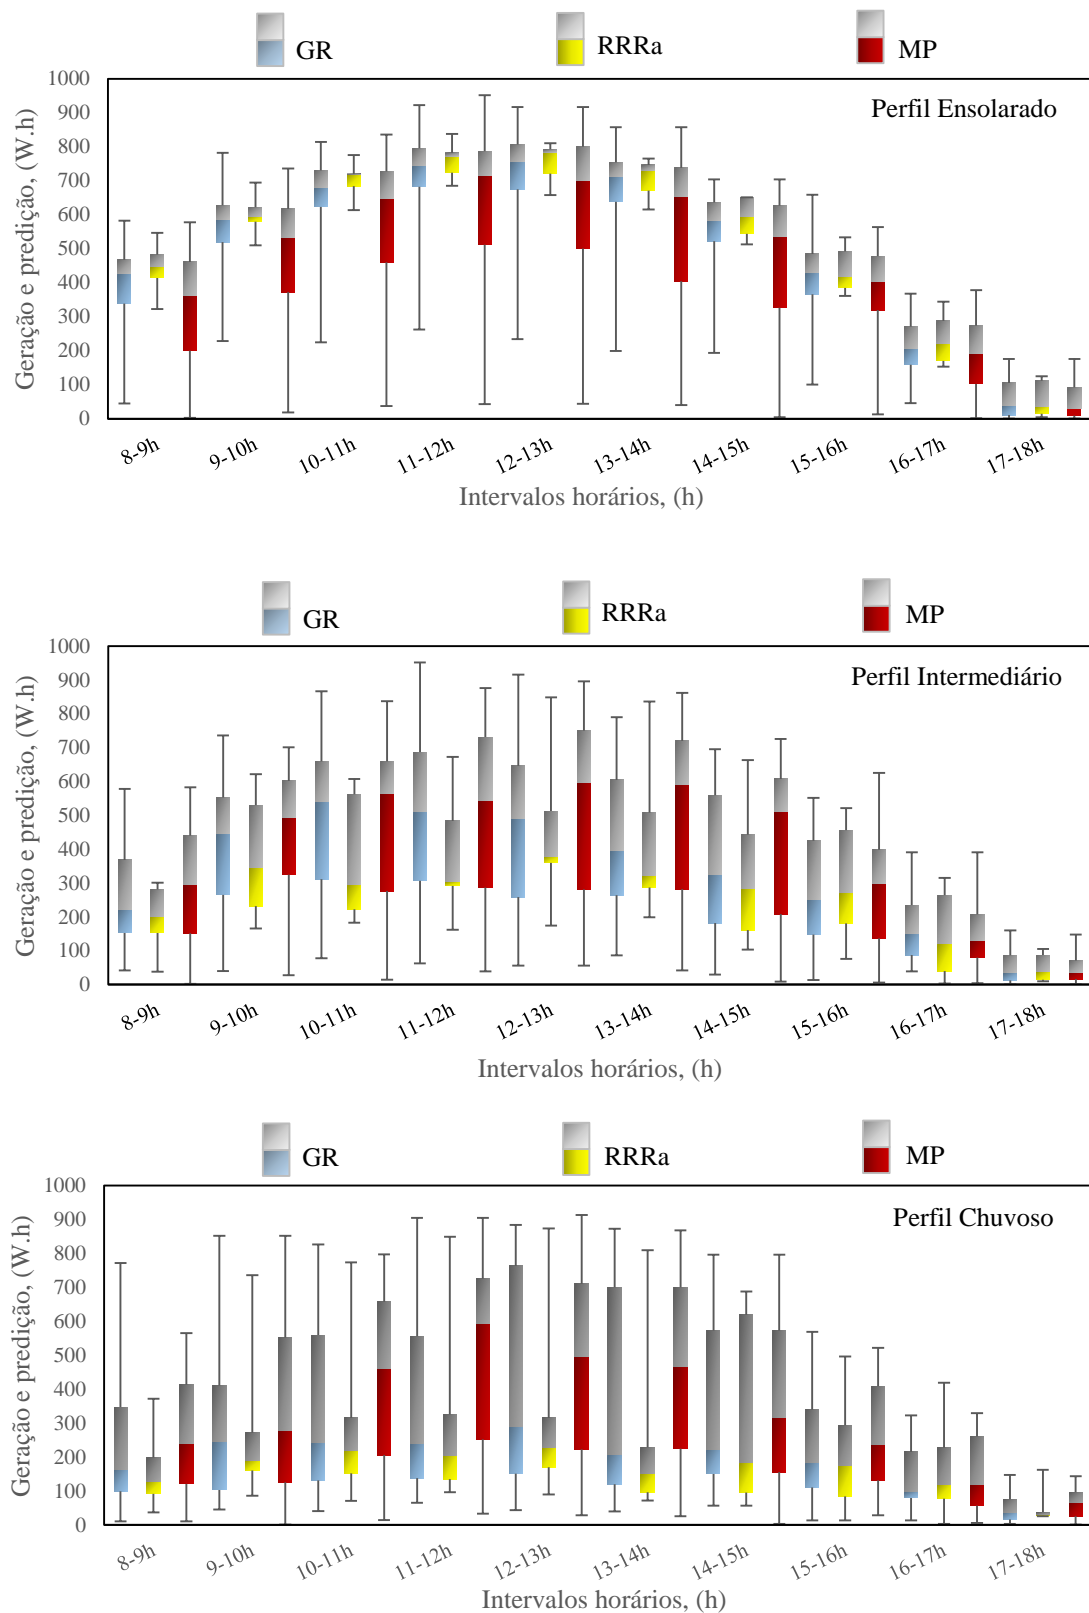 GR RRRa MP
1000
900
800
700
600
500
400
300
200
100
0
Geração e predição, (W.h)
Perfil Ensolarado
8-9h 9-10h 10-11h 11-12h 12-13h 13-14h 14-15h 15-16h 16-17h 17-18h
Intervalos horários, (h)
GR RRRa MP
1000
900
800
700
600
500
400
300
200
100
0
Geração e predição, (W.h)
Perfil Intermediário
8-9h 9-10h 10-11h 11-12h 12-13h 13-14h 14-15h 15-16h 16-17h 17-18h
Intervalos horários, (h)
GR RRRa MP
1000
900
800
700
600
500
400
300
200
100
0
Geração e predição, (W.h)
Perfil Chuvoso
8-9h 9-10h 10-11h 11-12h 12-13h 13-14h 14-15h 15-16h 16-17h 17-18h
Intervalos horários, (h)